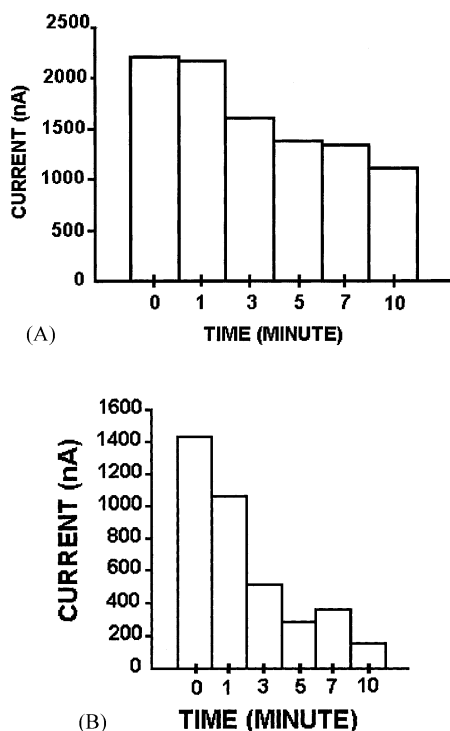 2500
2000
1500
1000
500
0
CURRENT (nA)
0 1 3 5 7 10
TIME (MINUTE)
(A)
1600
1400
1200
1000
800
600
400
200
0
CURRENT (nA)
0 1 3 5 7 10
TIME (MINUTE)
(B)